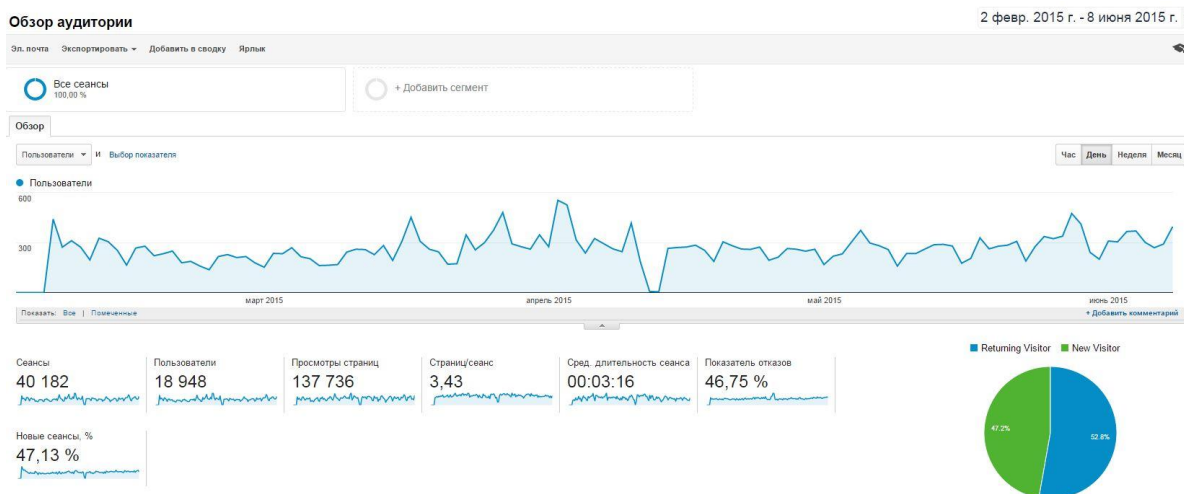 Обзор аудитории
2 февр. 2015 г. - 8 июня 2015 г.
Эл. почта Экспортировать Добавить в сводку Ярлык
Все сеансы
100,00 %
+ Добавить сегмент
Обзор
Пользователи и Выбор показателя
Час День Неделя Месяц
Пользователи
600
300
март 2015 апрель 2015 май 2015 июнь 2015
Показать: Все | Помеченные
+ Добавить комментарий
Returning Visitor New Visitor
Сеансы
40 182
Пользователи
18 948
Просмотры страниц
137 736
Страниц/сеанс
3,43
Сред. длительность сеанса
00:03:16
Показатель отказов
46,75 %
Новые сеансы, %
47,13 %
47.2%
52.8%